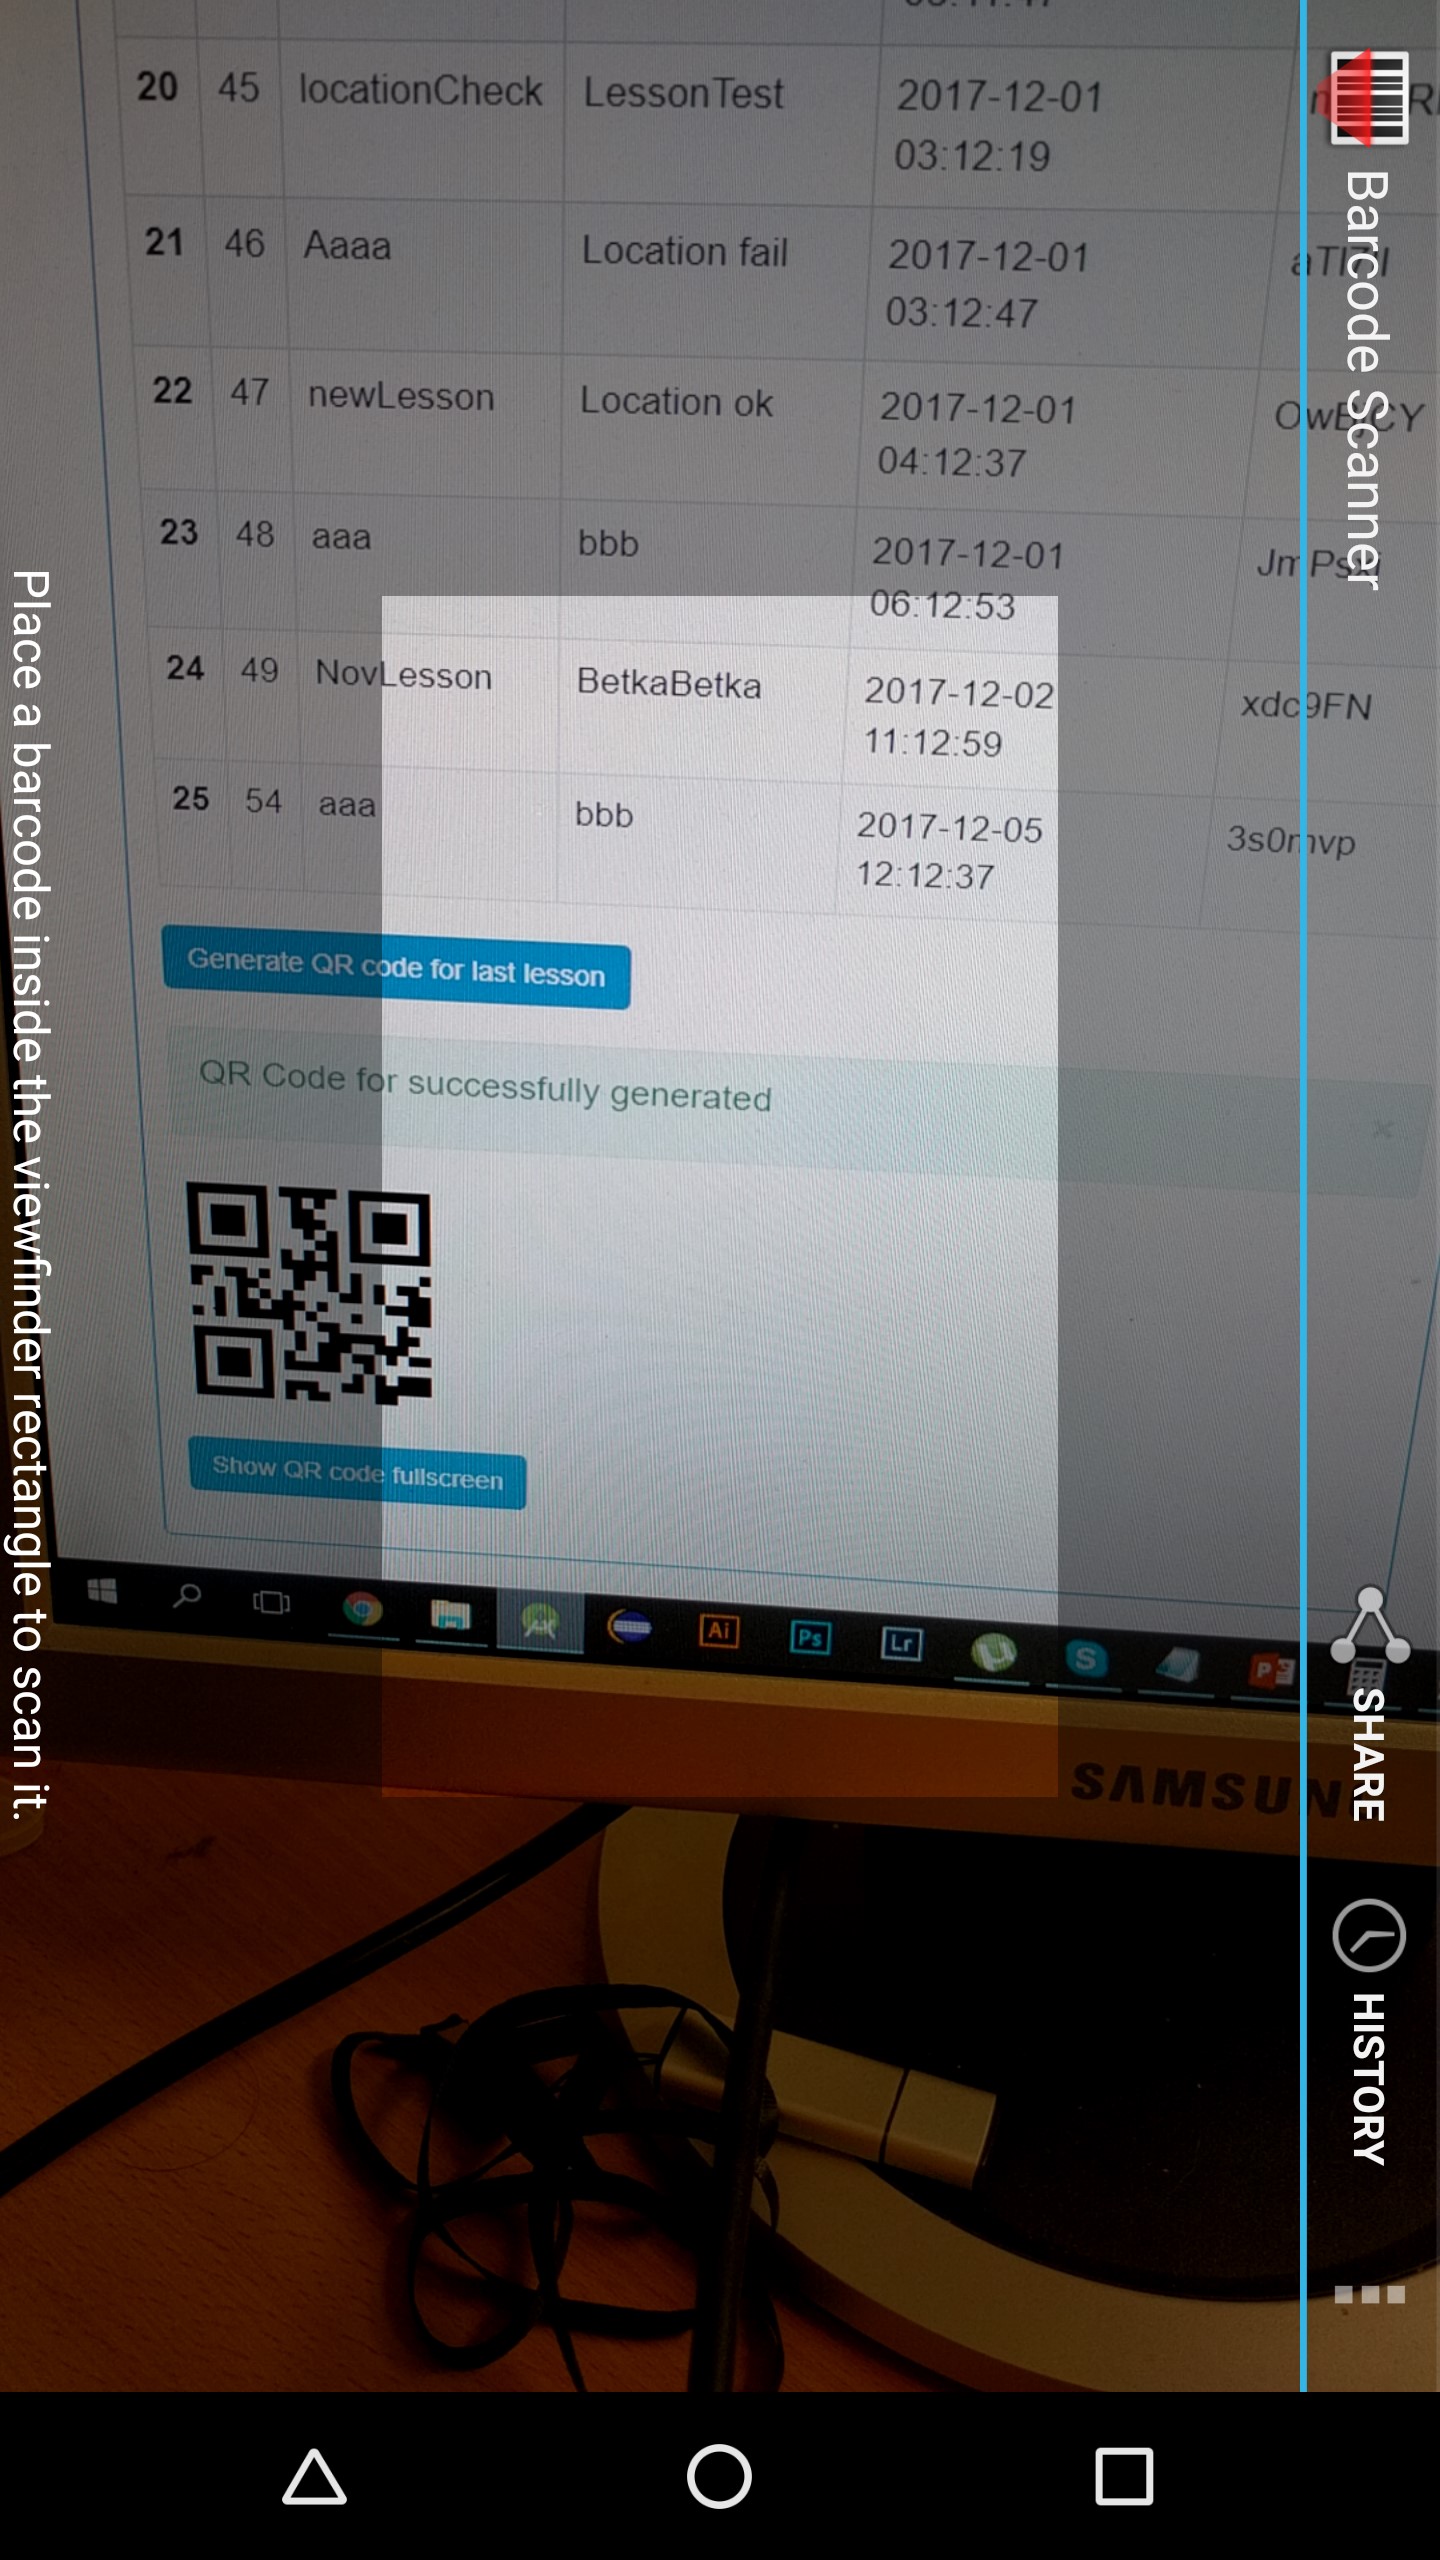 20 45 locationCheck LessonTest 2017-12-01
03:12:19
21 46 Aaaa Location fail 2017-12-01
03:12:47
22 47 newLesson Location ok 2017-12-01
04:12:37
23 48 aaa bbb 2017-12-01
06:12:53
24 49 NovLesson BetkaBetka 2017-12-02 xdc9FN
11:12:59
25 54 aaa bbb 2017-12-05 3s0mvp
12:12:37
Generate QR code for last lesson
QR Code for successfully generated
×
Show QR code fullscreen
Ai Ps Lr S P
Barcode Scanner
SHARE
HISTORY
Place a barcode inside the viewfinder rectangle to scan it.